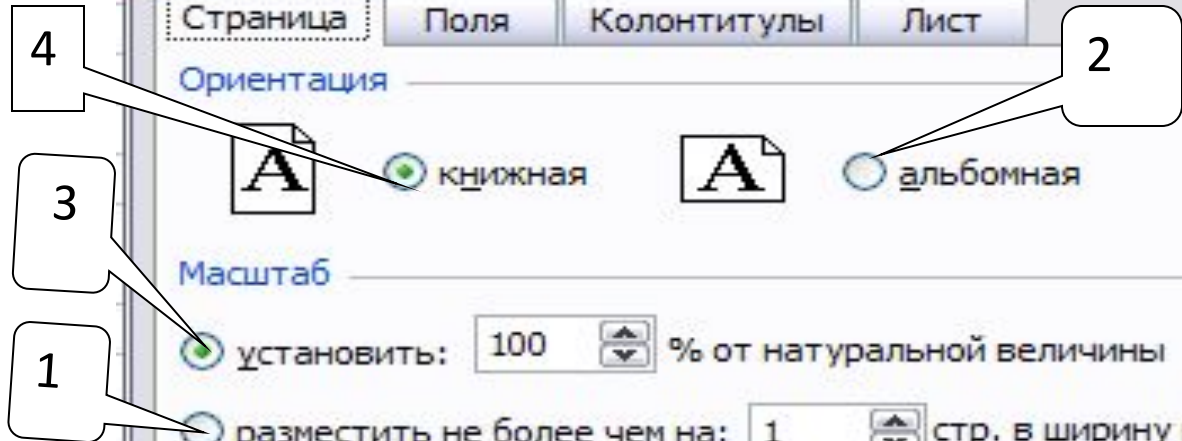 Страница Поля Колонтитулы Лист
4
2
Ориентация
A книжная A альбомная
3
Масштаб
установить: 100 % от натуральной величины
1
разместить не более чем на: 1 стр. в ширину